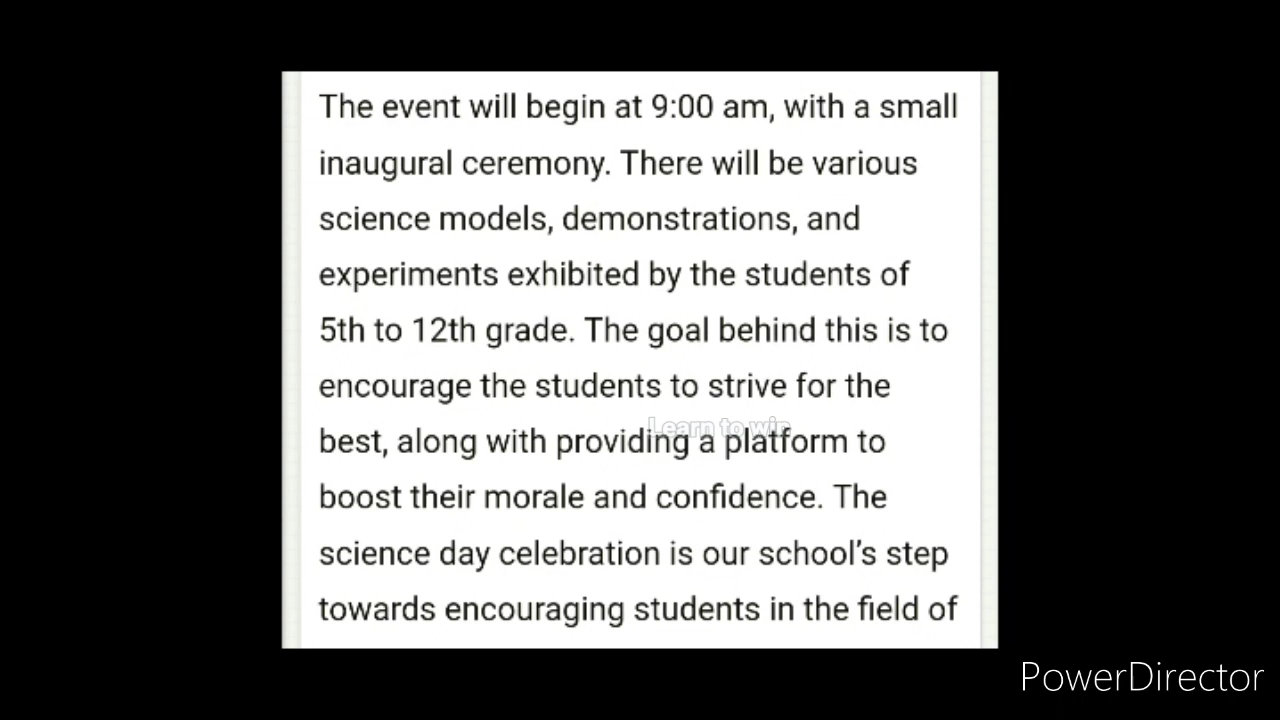 The event will begin at 9:00 am, with a small
inaugural ceremony. There will be various
science models, demonstrations, and
experiments exhibited by the students of
5th to 12th grade. The goal behind this is to
encourage the students to strive for the
Learn to win
best, along with providing a platform to
boost their morale and confidence. The
science day celebration is our school’s step
towards encouraging students in the field of
PowerDirector